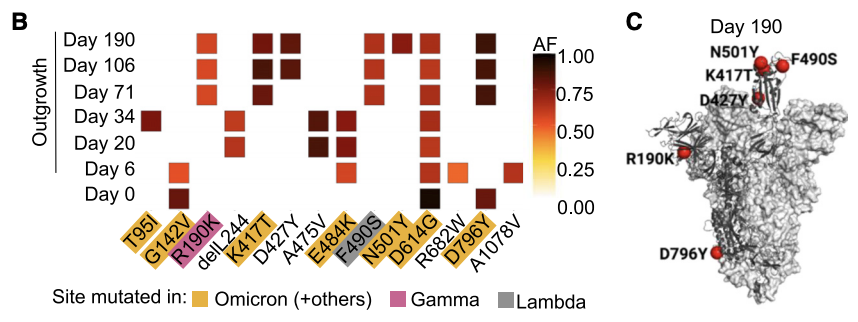 B
Outgrowth
Day 190
Day 106
Day 71
Day 34
Day 20
Day 6
Day 0
AF
1.00
0.75
0.50
0.25
0.00
T95I
G142V
R190K
delL244
K417T
D427Y
A475V
E484K
F490S
N501Y
D614G
R682W
D796Y
A1078V
Site mutated in: Omicron (+others) Gamma Lambda
C
Day 190
N501Y
F490S
K417T
D427Y
R190K
D796Y